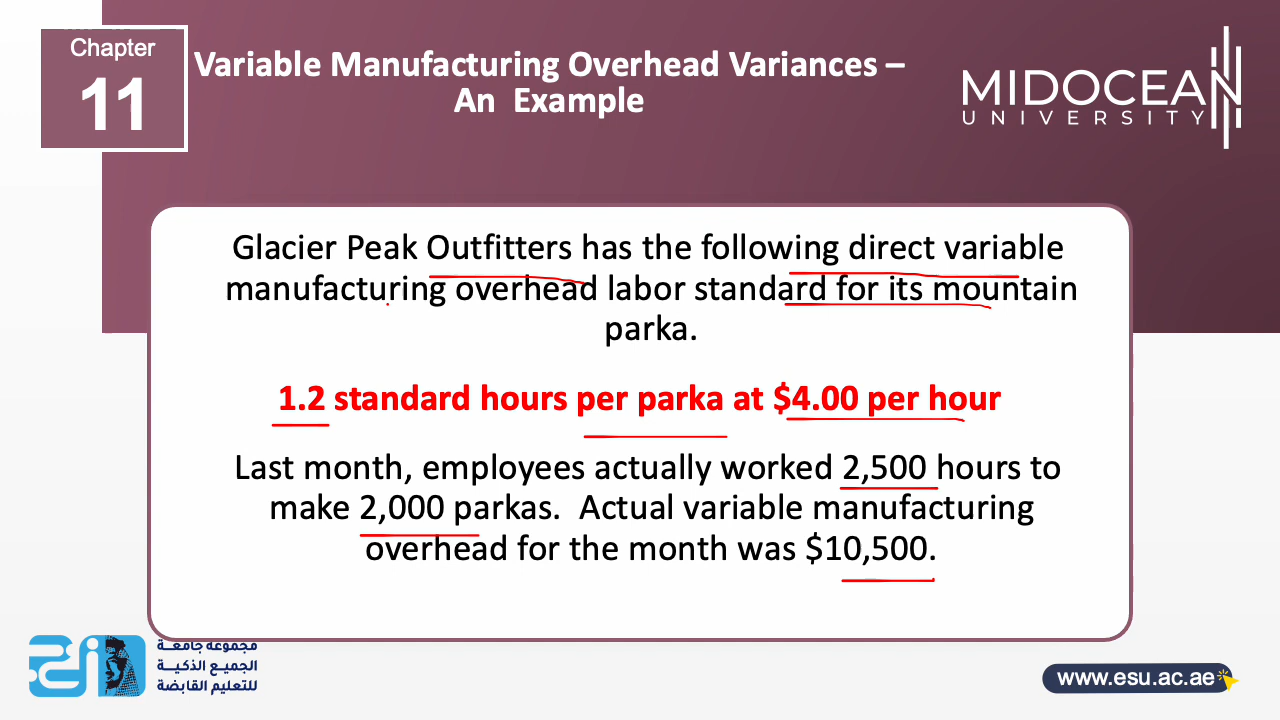 Chapter
11
Variable Manufacturing Overhead Variances –
An Example
MIDOCEAN
UNIVERSITY
Glacier Peak Outfitters has the following direct variable
manufacturing overhead labor standard for its mountain
parka.
1.2 standard hours per parka at $4.00 per hour
Last month, employees actually worked 2,500 hours to
make 2,000 parkas. Actual variable manufacturing
overhead for the month was $10,500.
مجموعة جامعة
الجميع الذكية
للتعليم القابضة
www.esu.ac.ae